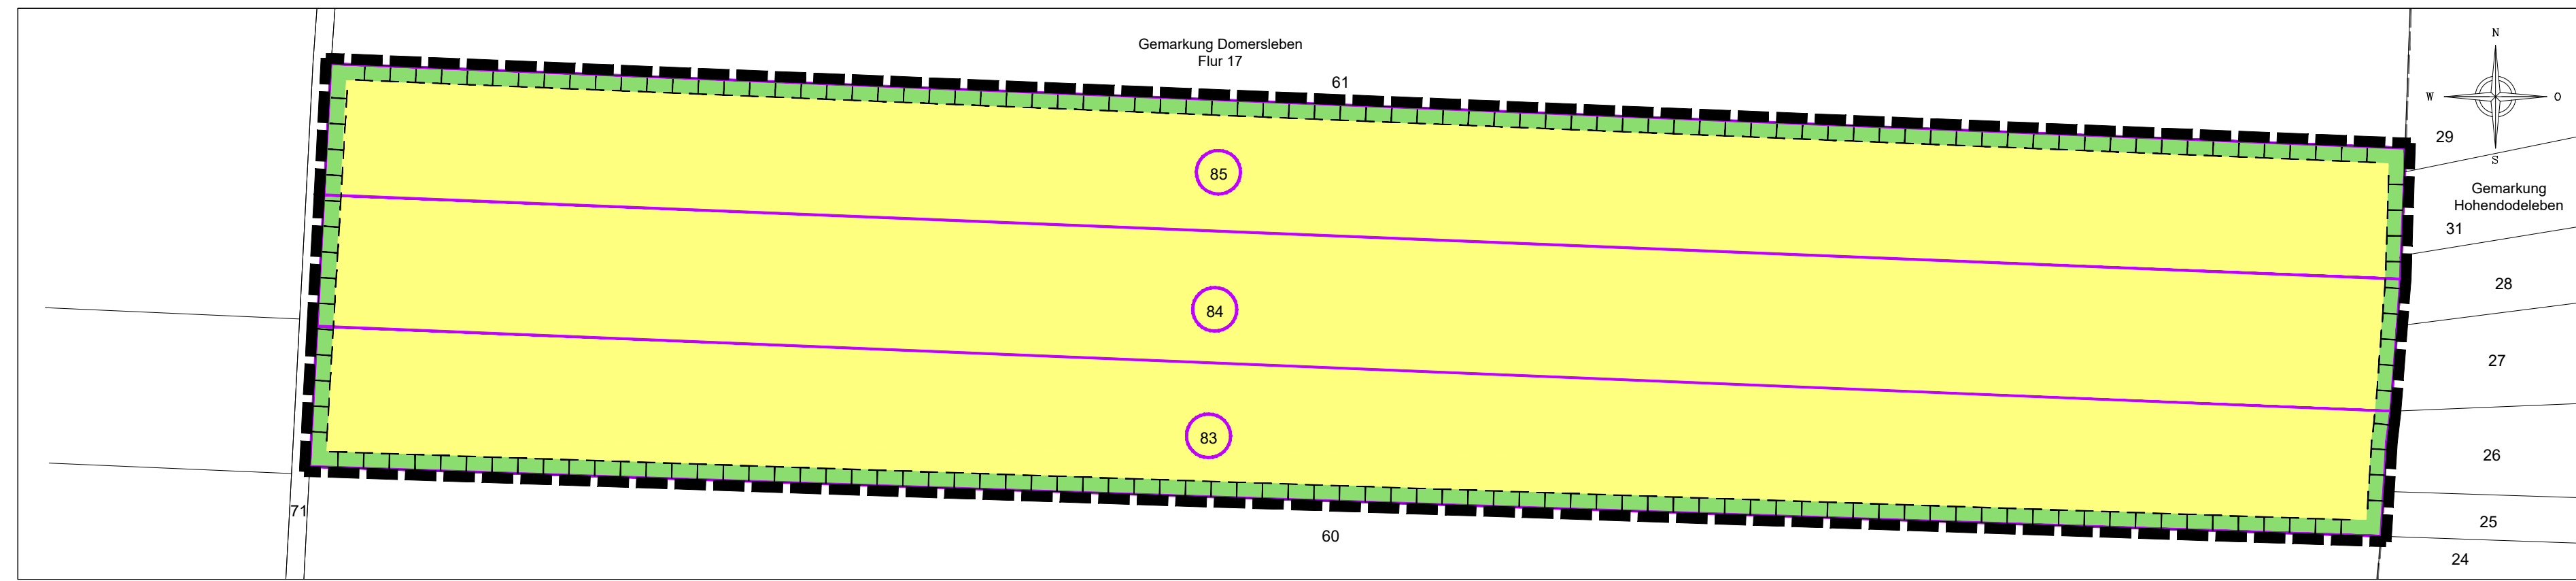 Gemarkung Domersleben
Flur 17
61
N
W
O
S
29
Gemarkung
Hohendodeleben
31
85
28
84
27
83
26
71
60
25
24